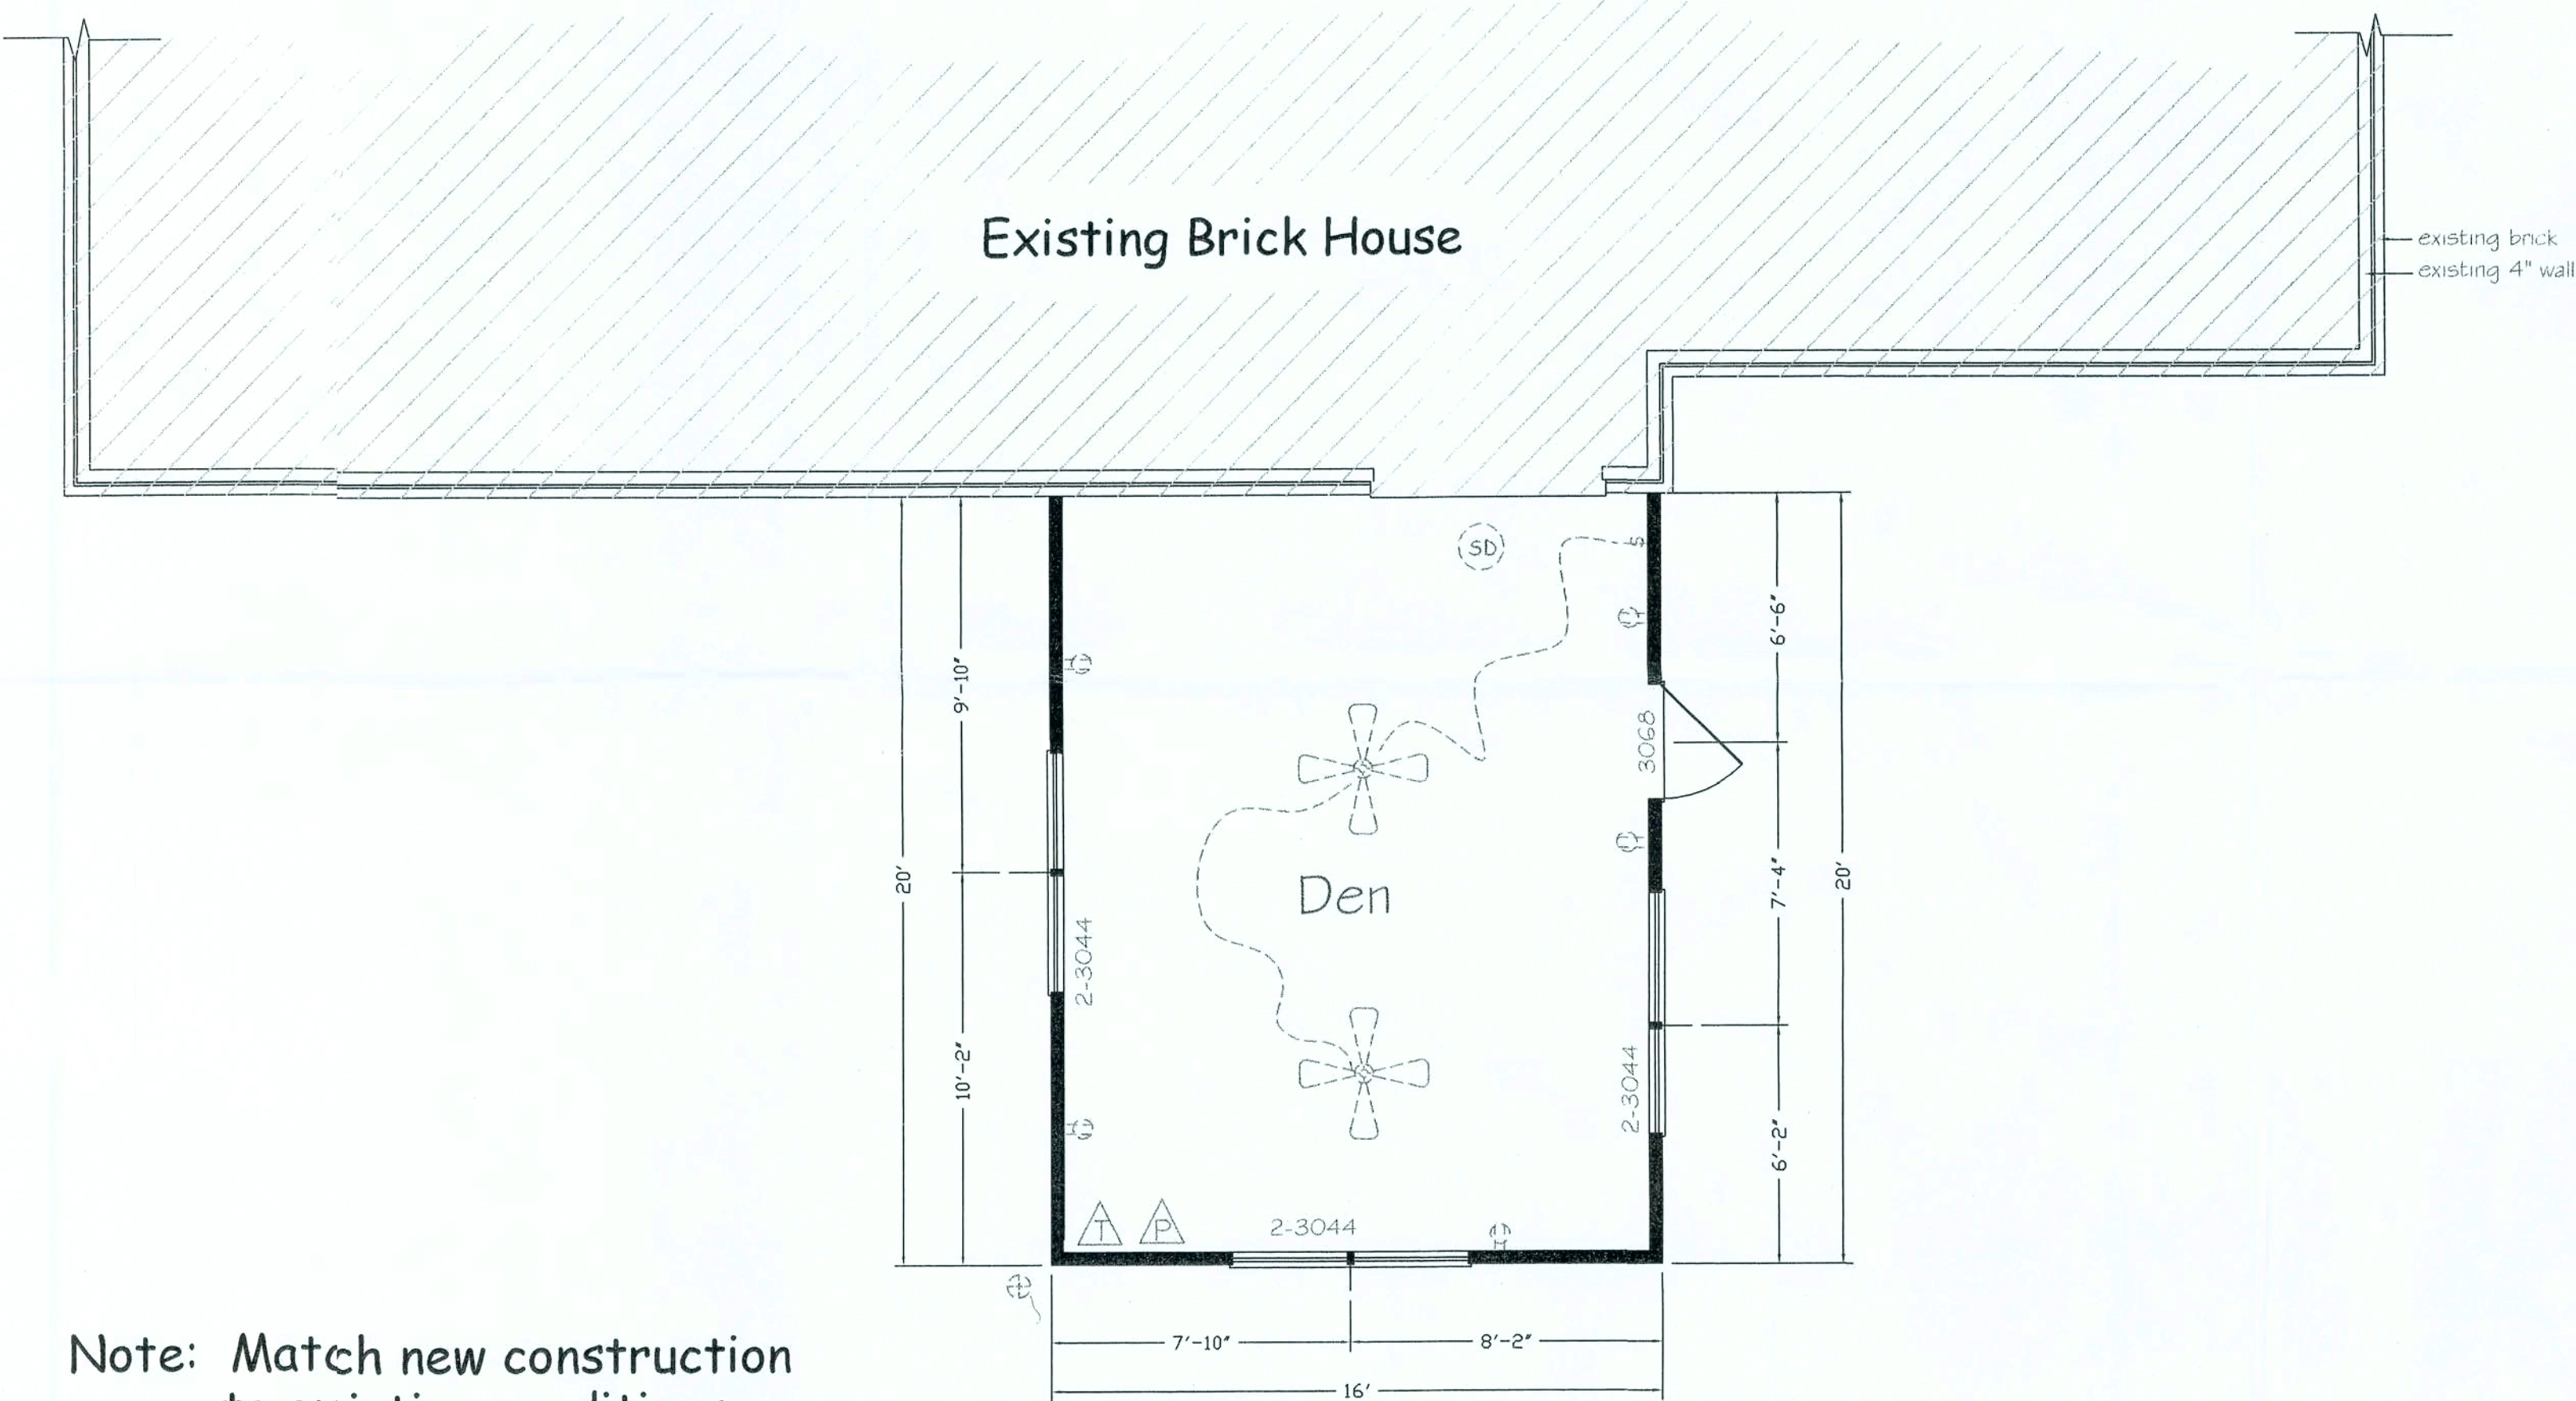 Existing Brick House
existing brick
existing 4" wall
SD
S
6'-6"
9'-10"
3068
20'
Den
7'-4"
20'
2-3044
10'-2"
2-3044
6'-2"
T
P
2-3044
Note: Match new construction
7'-10"
8'-2"
16'